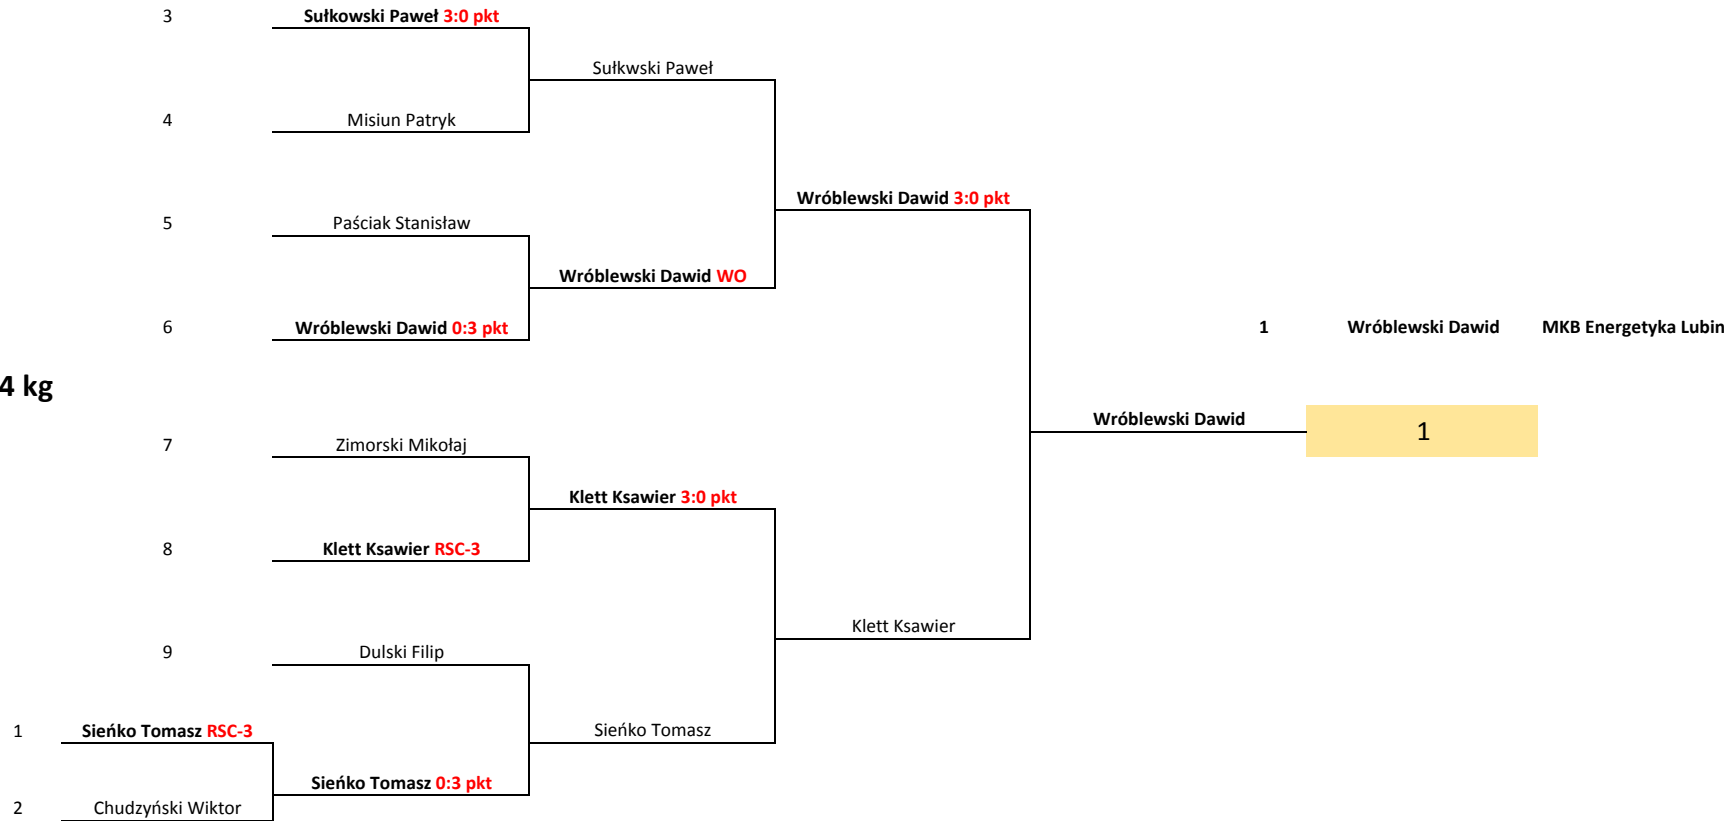 3 Sułkowski Paweł 3:0 pkt
Sułkwski Paweł
4 Misiun Patryk
Wróblewski Dawid 3:0 pkt
5 Paściak Stanisław
Wróblewski Dawid WO
6 Wróblewski Dawid 0:3 pkt
1 Wróblewski Dawid MKB Energetyka Lubin
4 kg
Wróblewski Dawid 1
7 Zimorski Mikołaj
Klett Ksawier 3:0 pkt
8 Klett Ksawier RSC-3
Klett Ksawier
9 Dulski Filip
1 Sieńko Tomasz RSC-3
Sieńko Tomasz
Sieńko Tomasz 0:3 pkt
2 Chudzyński Wiktor